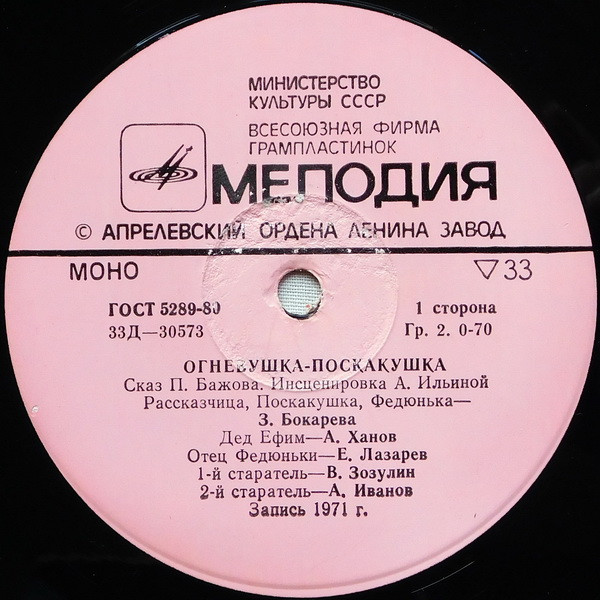 МИНИСТЕРСТВО
КУЛЬТУРЫ СССР
ВСЕСОЮЗНАЯ ФИРМА
ГРАМПЛАСТИНОК
МЕЛОДИЯ
© АПРЕЛЕВСКИЙ ОРДЕНА ЛЕНИНА ЗАВОД
МОНО ▽33
ГОСТ 5289-80 1 сторона
33Д—30573 Гр. 2. 0-70
ОГНЕВУШКА-ПОСКАКУШКА
Сказ П. Бажова. Инсценировка А. Ильиной
Рассказчица, Поскакушка, Федюнька—
З. Бокарева
Дед Ефим—А. Ханов
Отец Федюньки—Е. Лазарев
1-й старатель—В. Зозулин
2-й старатель—А. Иванов
Запись 1971 г.